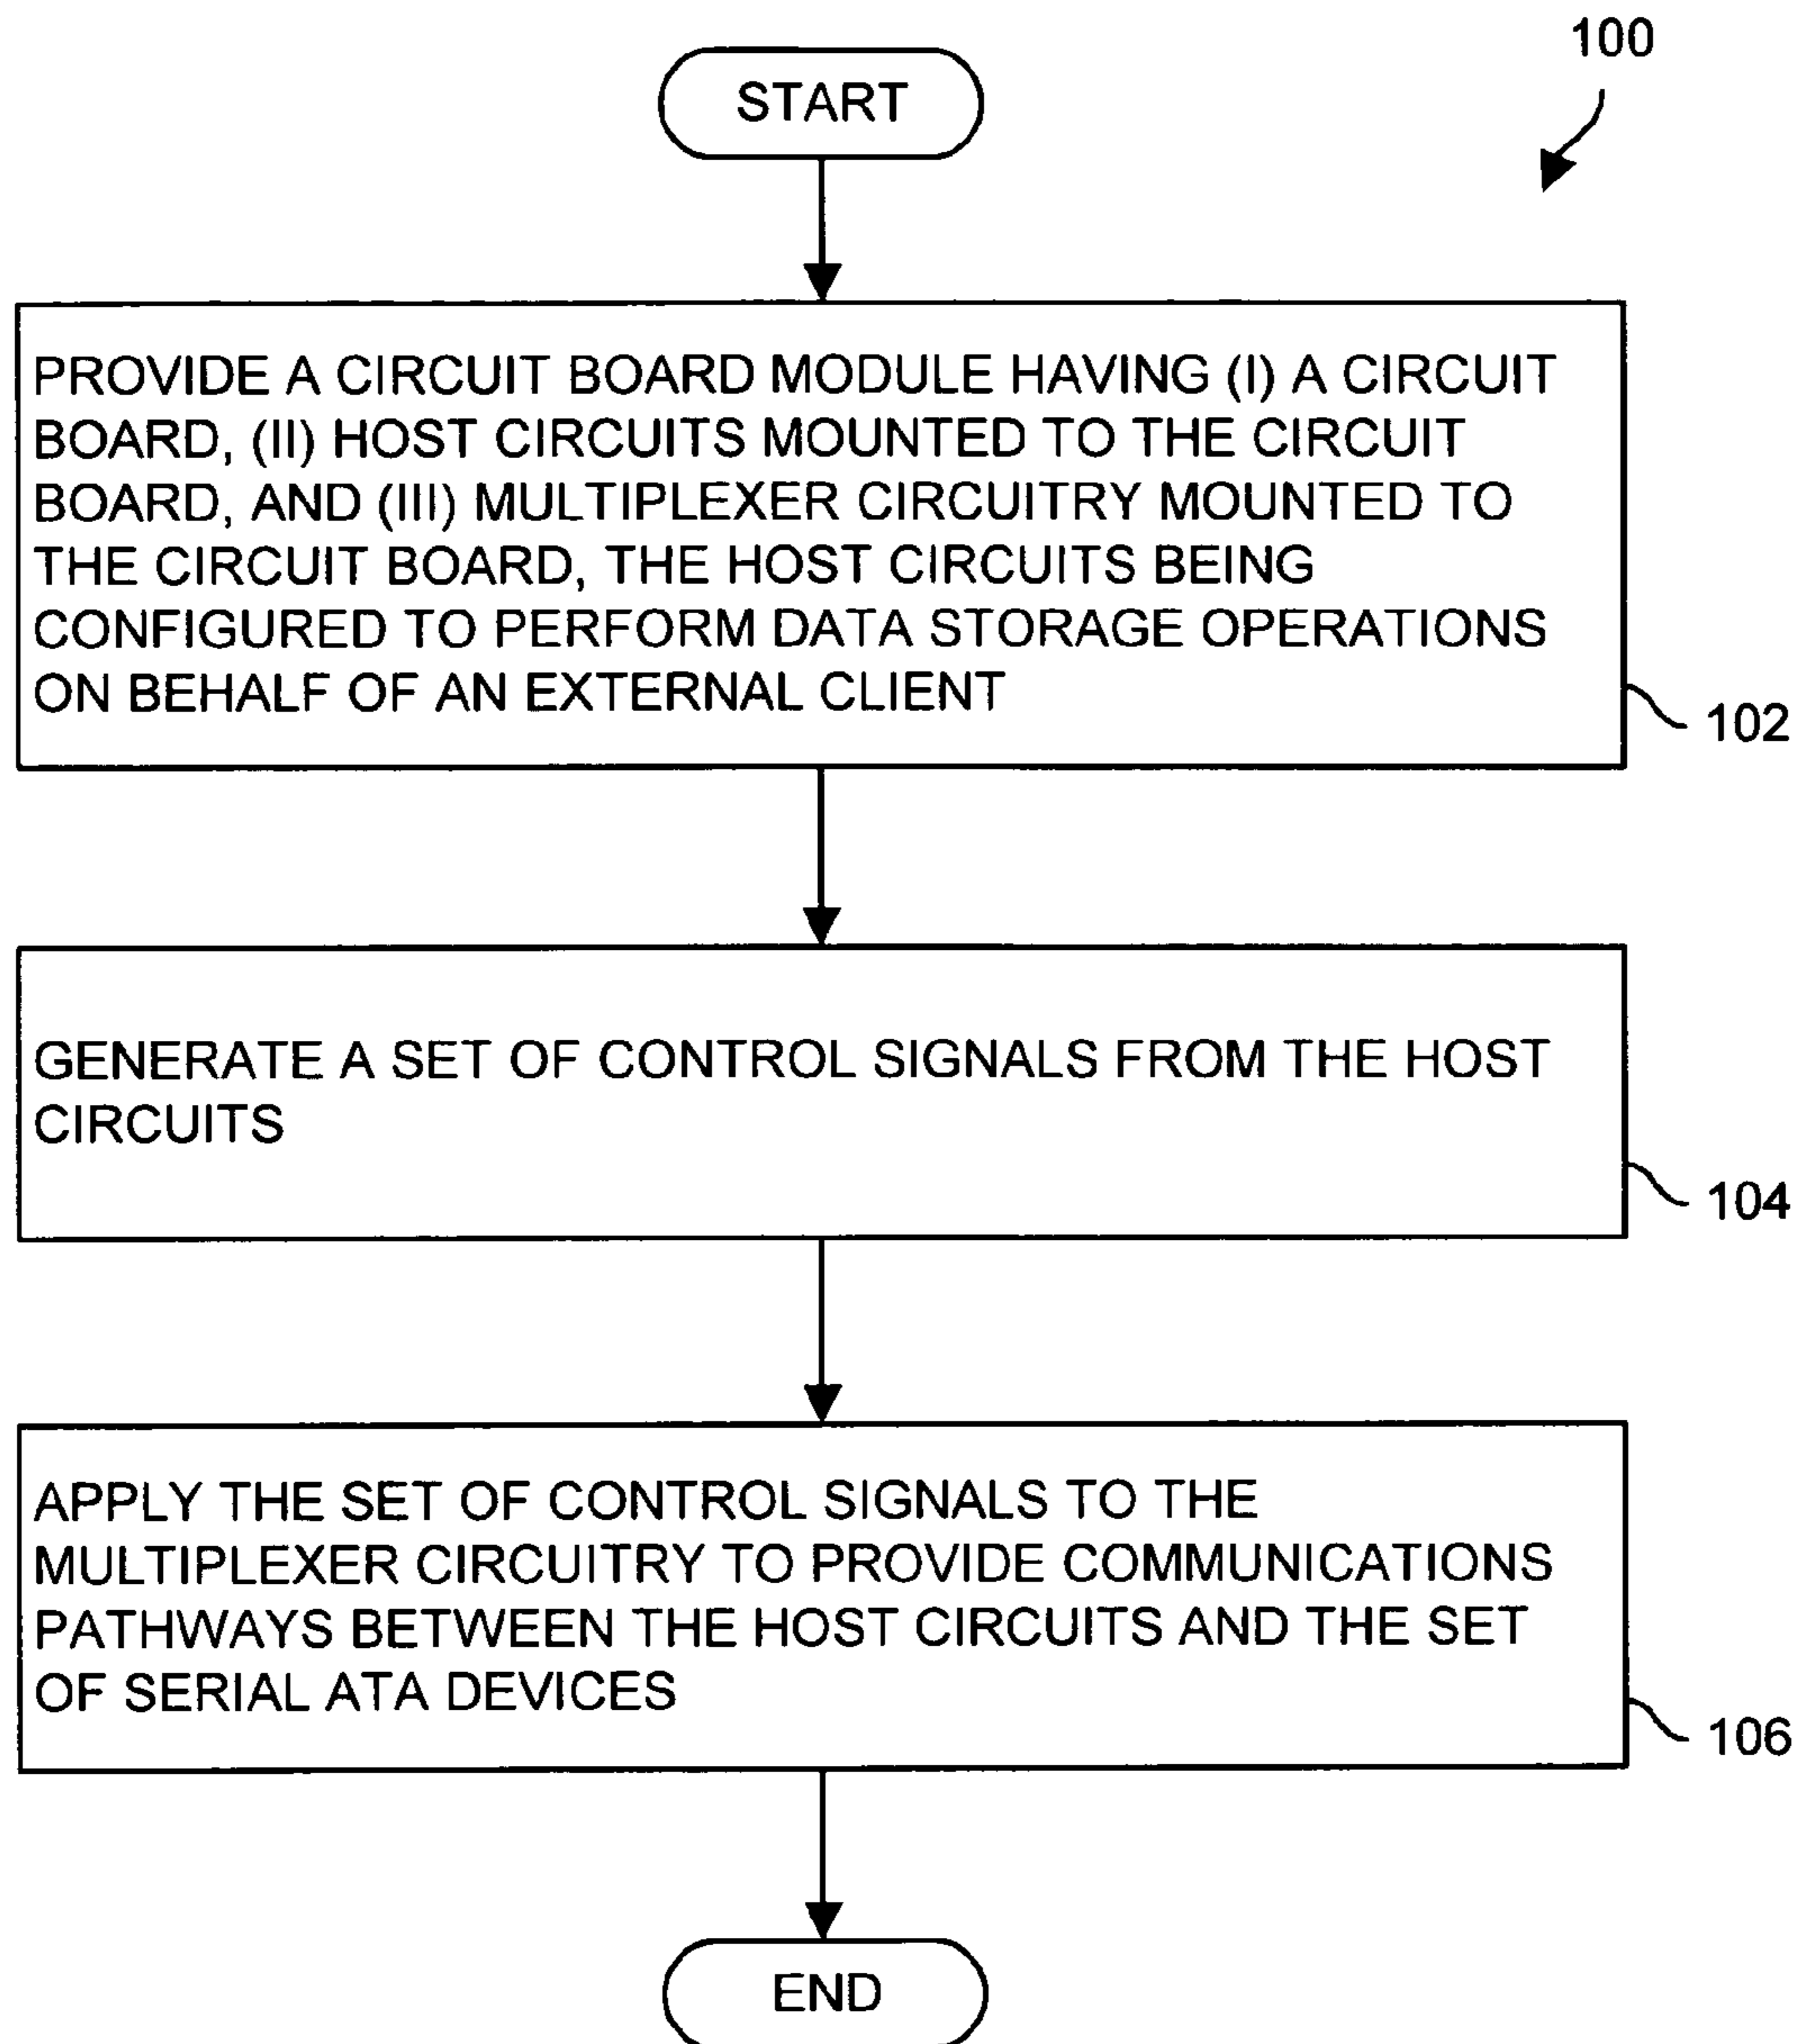 100
START
PROVIDE A CIRCUIT BOARD MODULE HAVING (I) A CIRCUIT
BOARD, (II) HOST CIRCUITS MOUNTED TO THE CIRCUIT
BOARD, AND (III) MULTIPLEXER CIRCUITRY MOUNTED TO
THE CIRCUIT BOARD, THE HOST CIRCUITS BEING
CONFIGURED TO PERFORM DATA STORAGE OPERATIONS
ON BEHALF OF AN EXTERNAL CLIENT
102
GENERATE A SET OF CONTROL SIGNALS FROM THE HOST
CIRCUITS
104
APPLY THE SET OF CONTROL SIGNALS TO THE
MULTIPLEXER CIRCUITRY TO PROVIDE COMMUNICATIONS
PATHWAYS BETWEEN THE HOST CIRCUITS AND THE SET
OF SERIAL ATA DEVICES
106
END